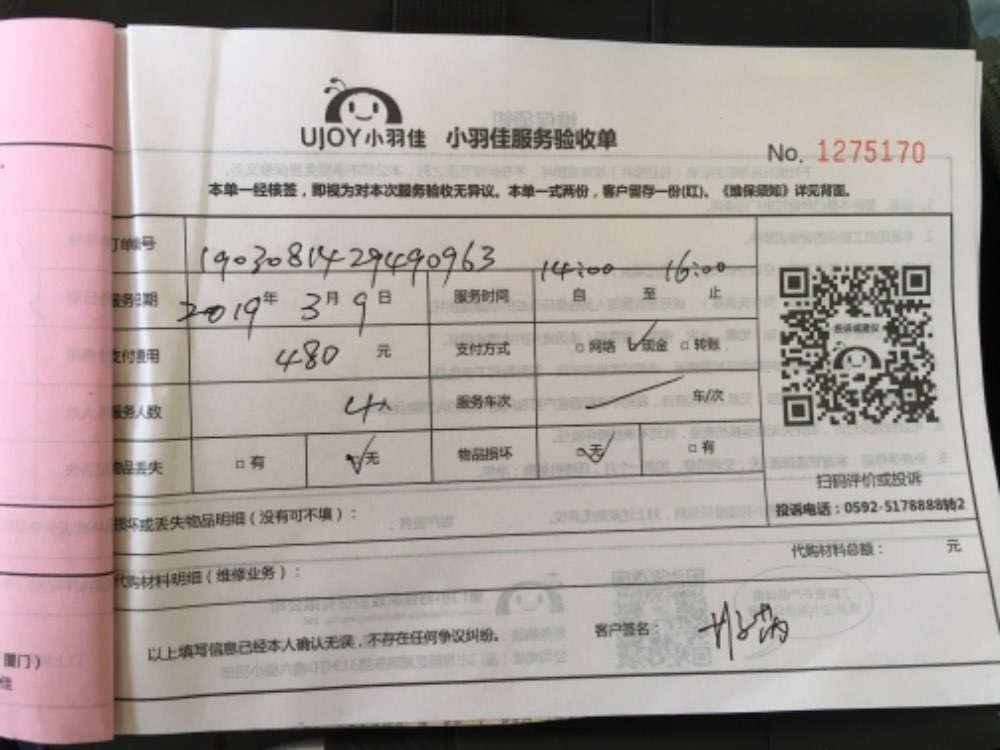 UJOY小羽佳 小羽佳服务验收单
No. 1275170
本单一经核签，即视为对本次服务验收无异议。本单一式两份，客户留存一份(红)。《维保须知》详见背面。
订单编号 1903081429490963
服务日期 2019年3月9日 服务时间 14:00 自 至 16:00 止
支付费用 480 元 支付方式 □网络 ☑现金 □转账
服务人数 4人 服务车次 车/次
物品丢失 □有 ☑无 物品损坏 ☑无 □有
投诉或建议
扫码评价或投诉
投诉电话：0592-5178888转2
损坏或丢失物品明细（没有可不填）：
代购材料总额： 元
代购材料明细（维修业务）：
以上填写信息已经本人确认无误，不存在任何争议纠纷。
客户签名：
厦门）
佳